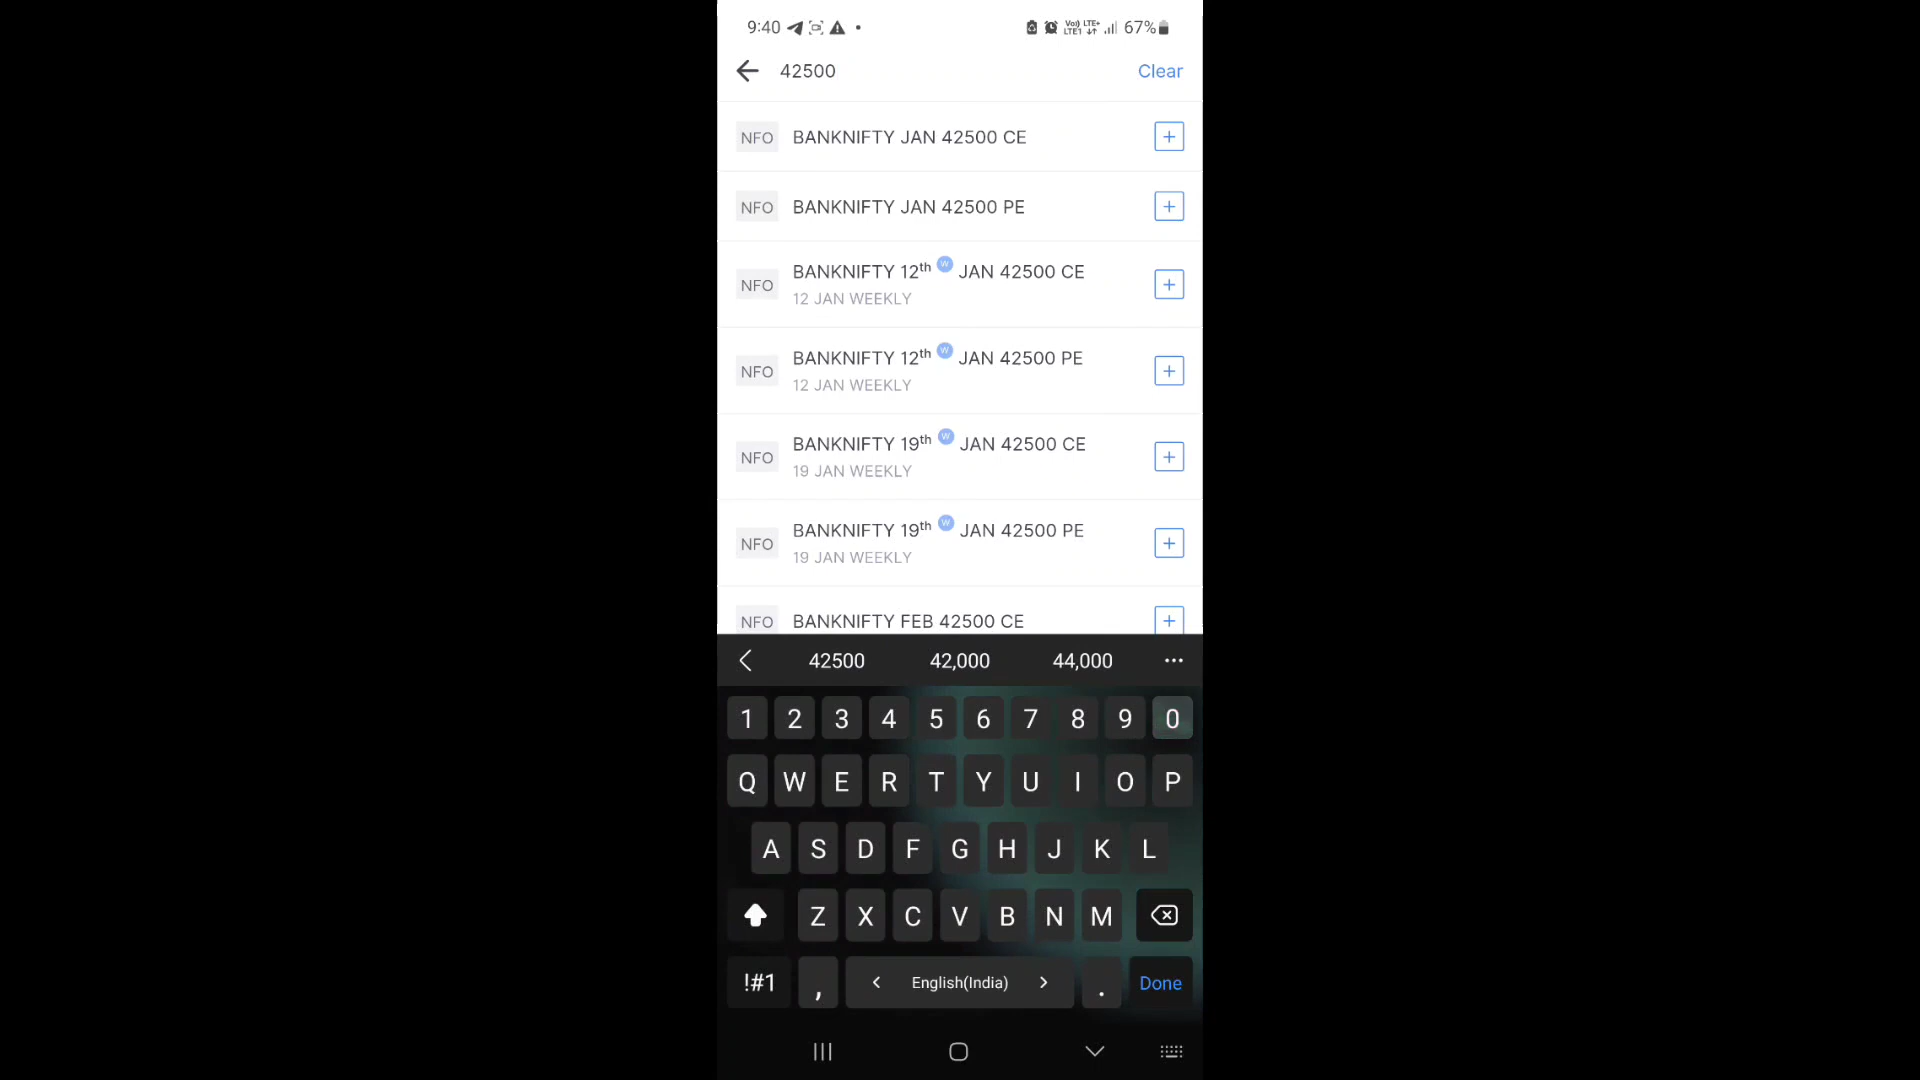 9:40 Vo) LTE+ LTE1 67%
42500 Clear
NFO BANKNIFTY JAN 42500 CE +
NFO BANKNIFTY JAN 42500 PE +
NFO BANKNIFTY 12th W JAN 42500 CE +
12 JAN WEEKLY
NFO BANKNIFTY 12th W JAN 42500 PE +
12 JAN WEEKLY
NFO BANKNIFTY 19th W JAN 42500 CE +
19 JAN WEEKLY
NFO BANKNIFTY 19th W JAN 42500 PE +
19 JAN WEEKLY
NFO BANKNIFTY FEB 42500 CE +
42500 42,000 44,000 ...
1 2 3 4 5 6 7 8 9 0
Q W E R T Y U I O P
A S D F G H J K L
Z X C V B N M
!#1 , < English(India) > . Done